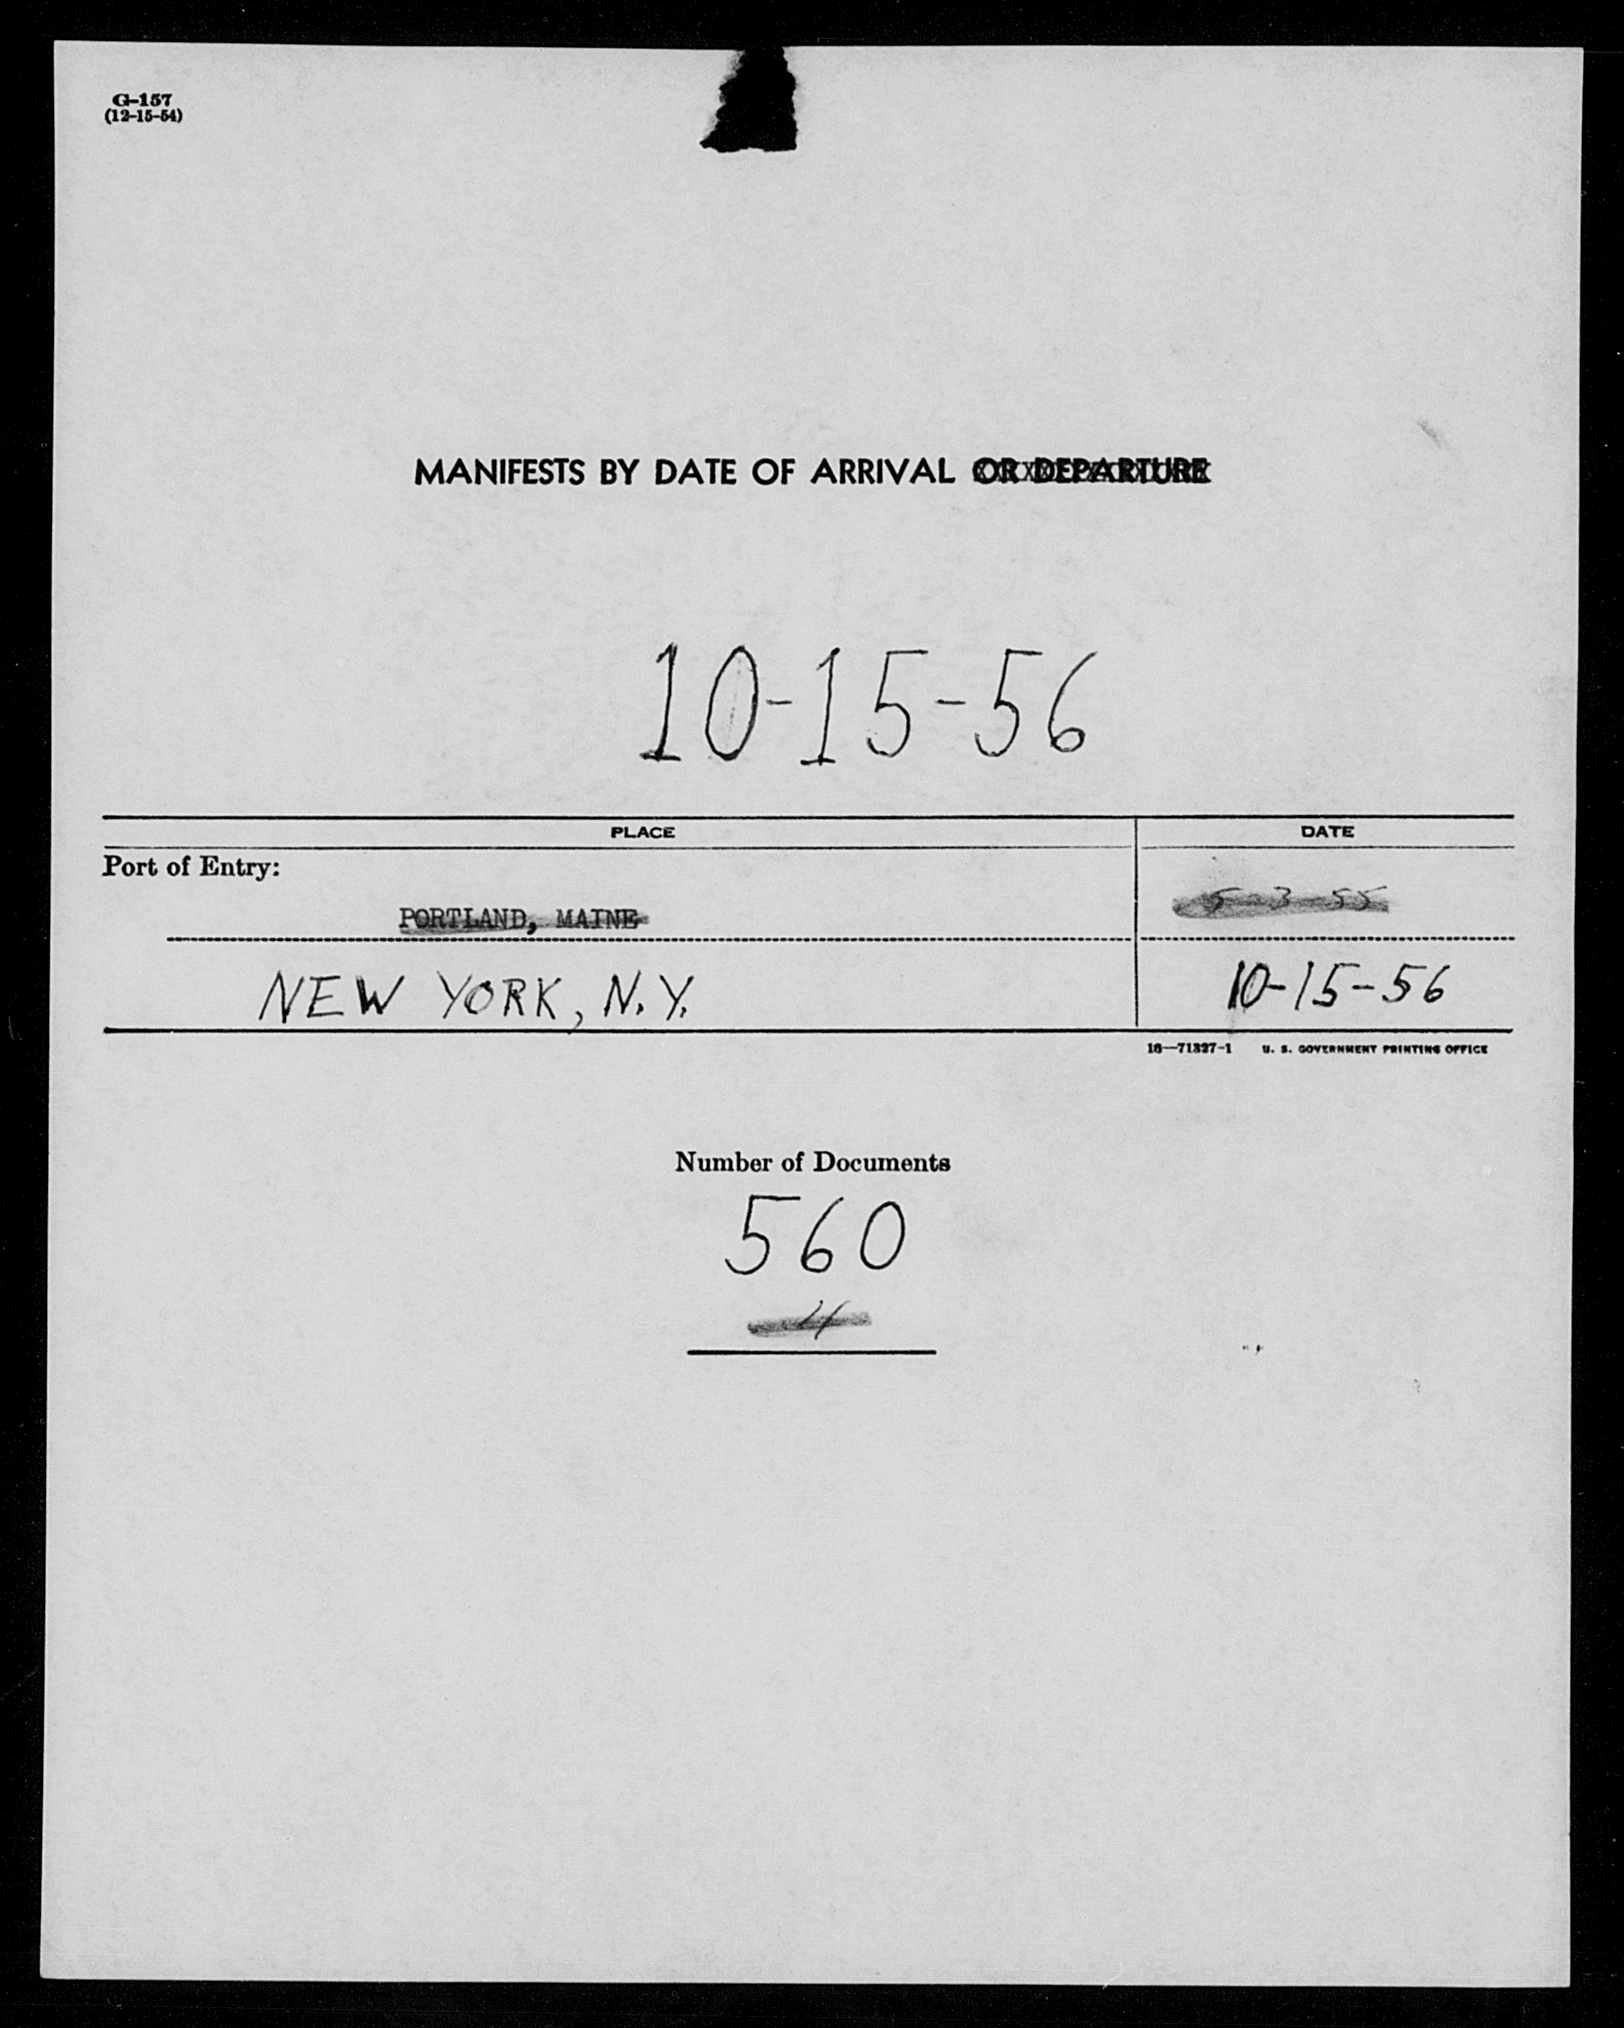 G-157
(12-15-54)
MANIFESTS BY DATE OF ARRIVAL OR DEPARTURE
10-15-56
PLACE DATE
Port of Entry:
PORTLAND, MAINE 5-3-55
NEW YORK, N.Y. 10-15-56
16—71327-1 U. S. GOVERNMENT PRINTING OFFICE
Number of Documents
560
4